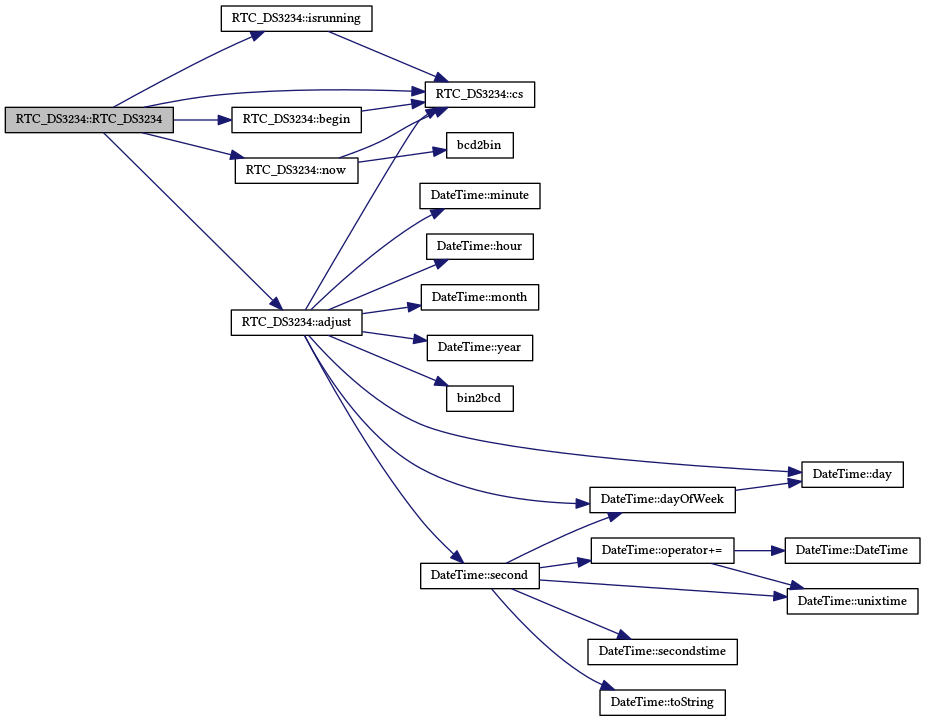 RTC_DS3234::isrunning
RTC_DS3234::cs
RTC_DS3234::RTC_DS3234
RTC_DS3234::begin
bcd2bin
RTC_DS3234::now
DateTime::minute
DateTime::hour
DateTime::month
RTC_DS3234::adjust
DateTime::year
bin2bcd
DateTime::day
DateTime::dayOfWeek
DateTime::operator+=
DateTime::DateTime
DateTime::second
DateTime::unixtime
DateTime::secondstime
DateTime::toString